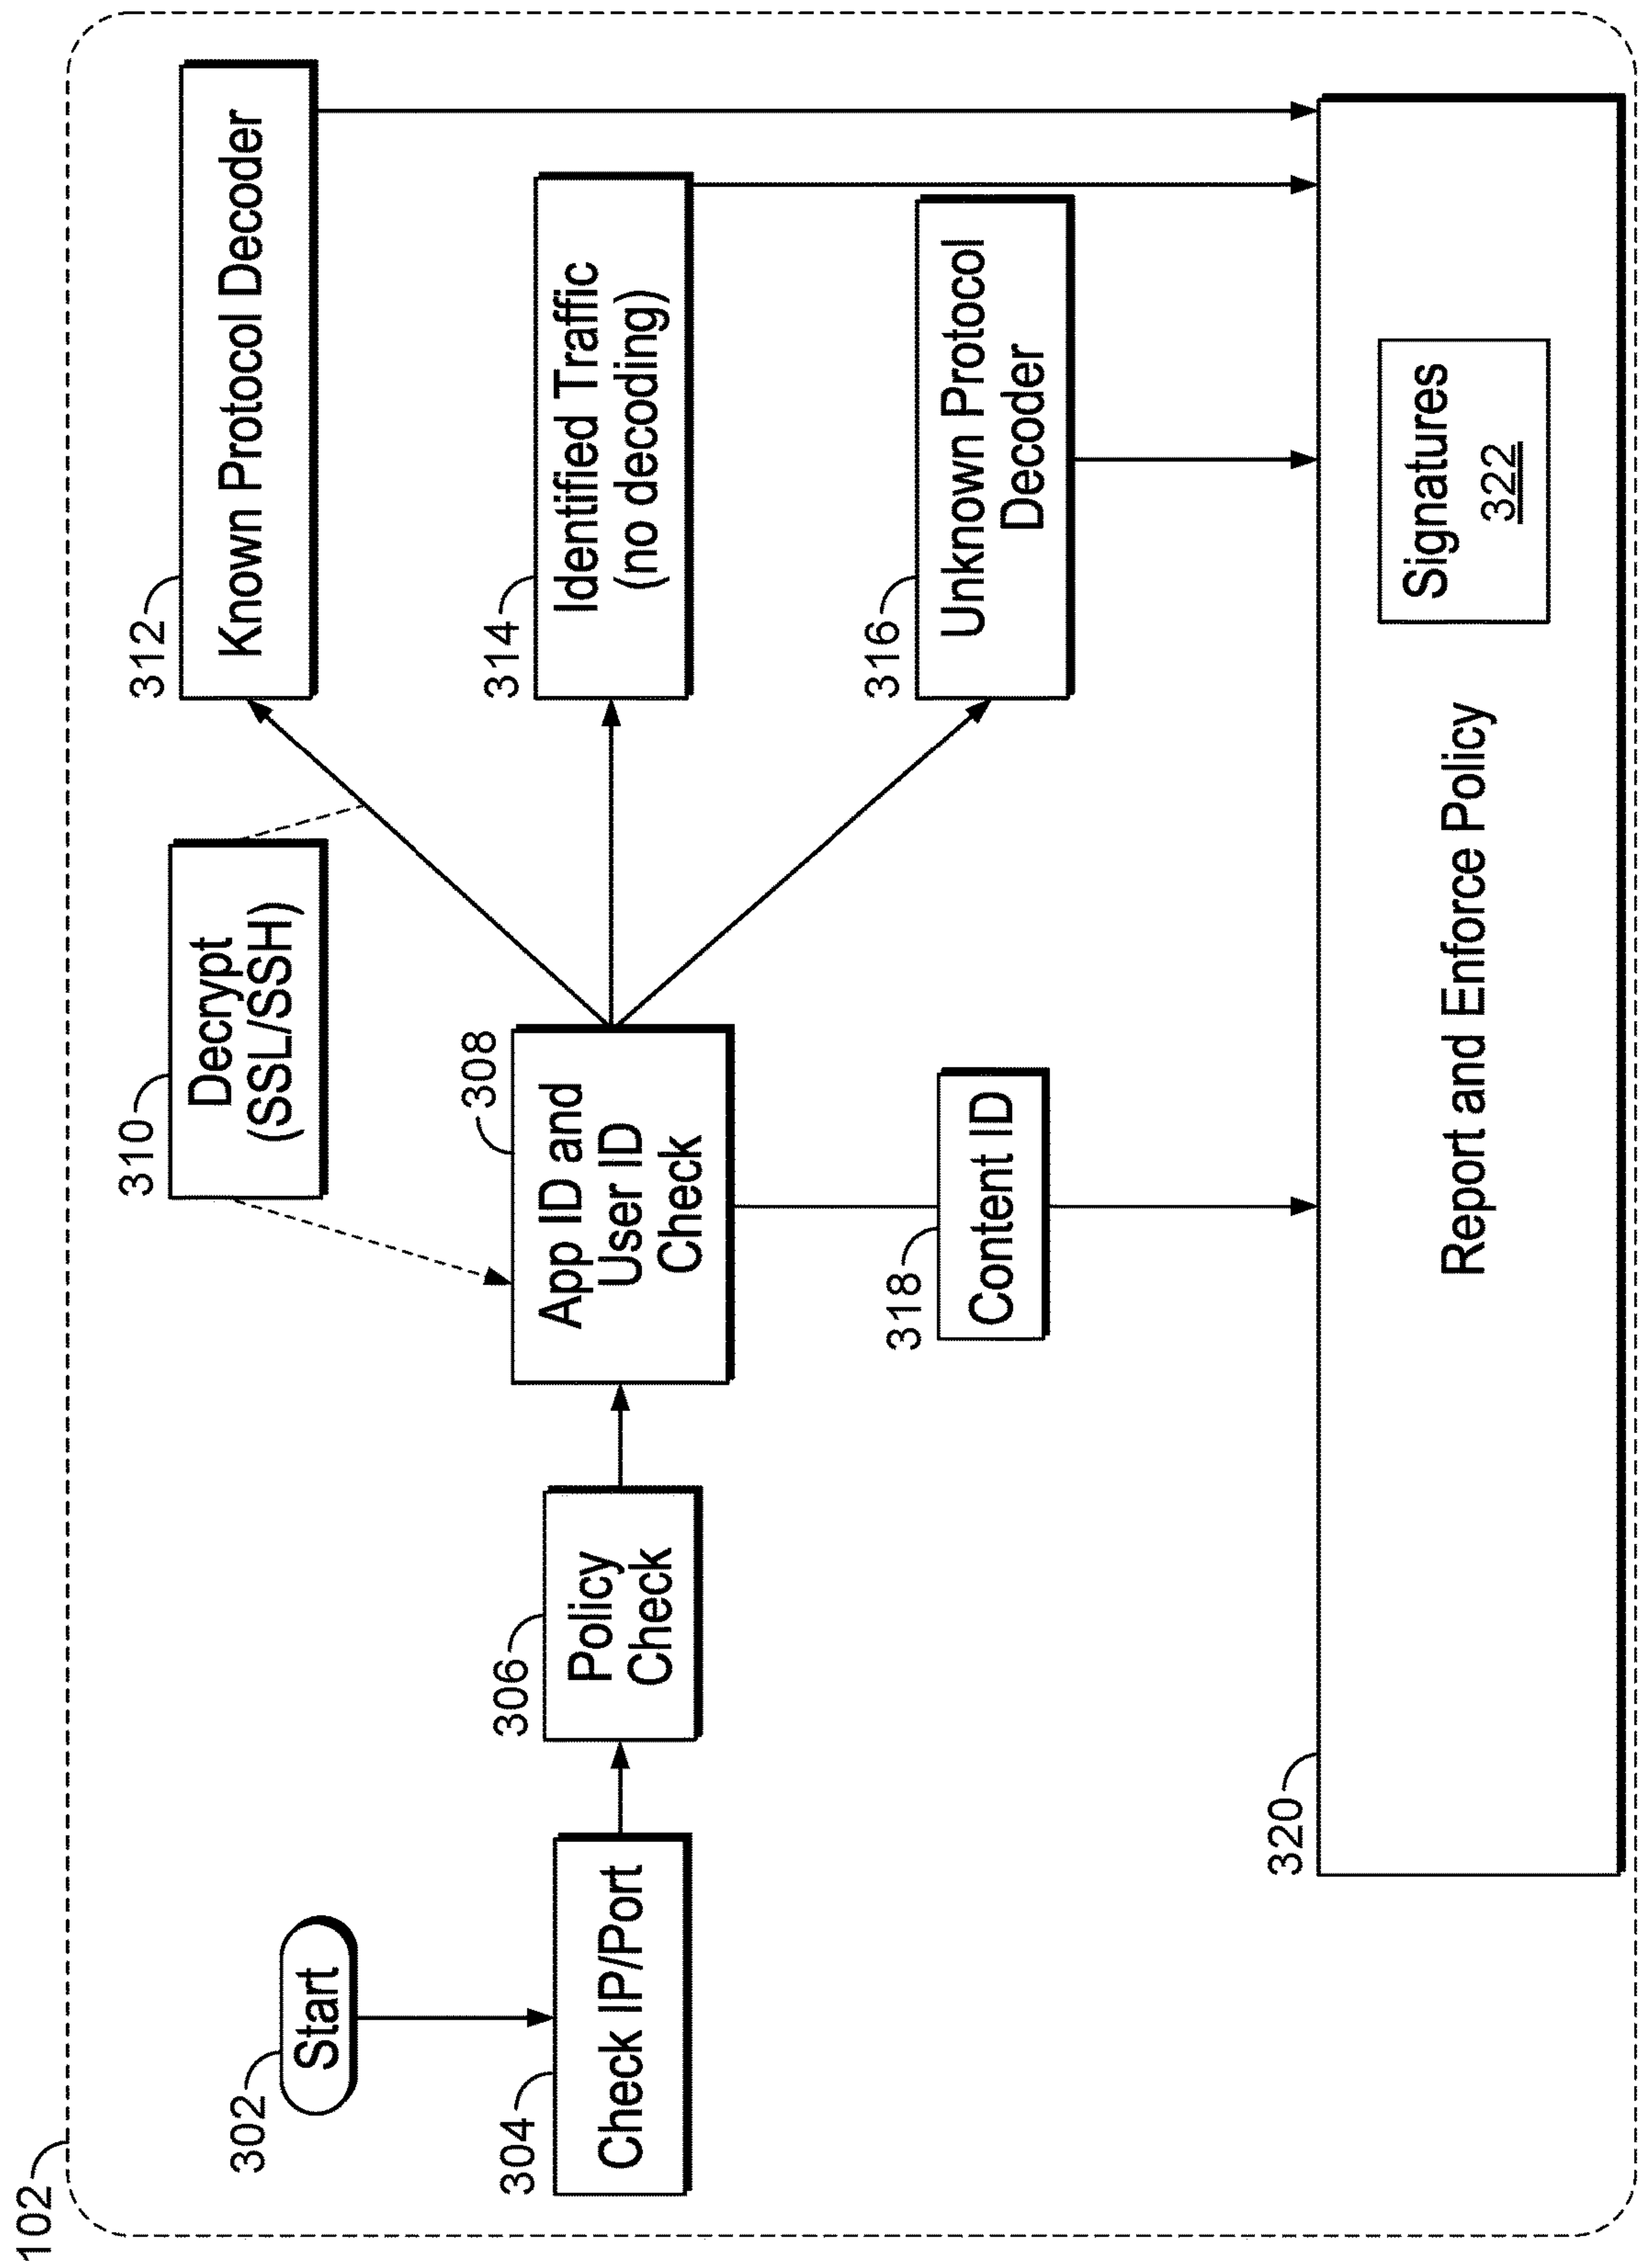 102
302
Start
304
Check IP/Port
306
Policy
Check
308
App ID and
User ID
Check
310
Decrypt
(SSL/SSH)
312
Known Protocol Decoder
314
Identified Traffic
(no decoding)
316
Unknown Protocol
Decoder
318
Content ID
320
Report and Enforce Policy
Signatures
322